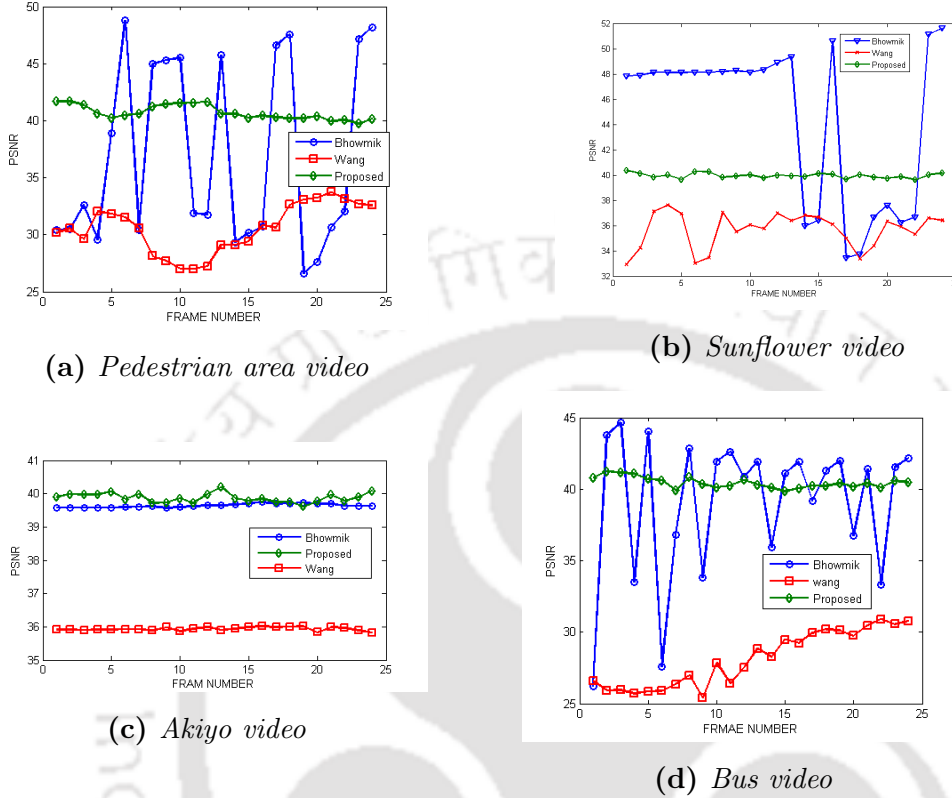 50
45
40
35
30
25
PSNR
0 5 10 15 20 25
FRAME NUMBER
Bhowmik
Wang
Proposed
(a) Pedestrian area video
52
50
48
46
44
42
40
38
36
34
32
PSNR
0 5 10 15 20
FRAME NUMBER
Bhowmik
Wang
Proposed
(b) Sunflower video
41
40
39
38
37
36
35
PSNR
0 5 10 15 20 25
FRAM NUMBER
Bhowmik
Proposed
Wang
(c) Akiyo video
45
40
35
30
25
PSNR
0 5 10 15 20 25
FRMAE NUMBER
Bhowmik
wang
Proposed
(d) Bus video